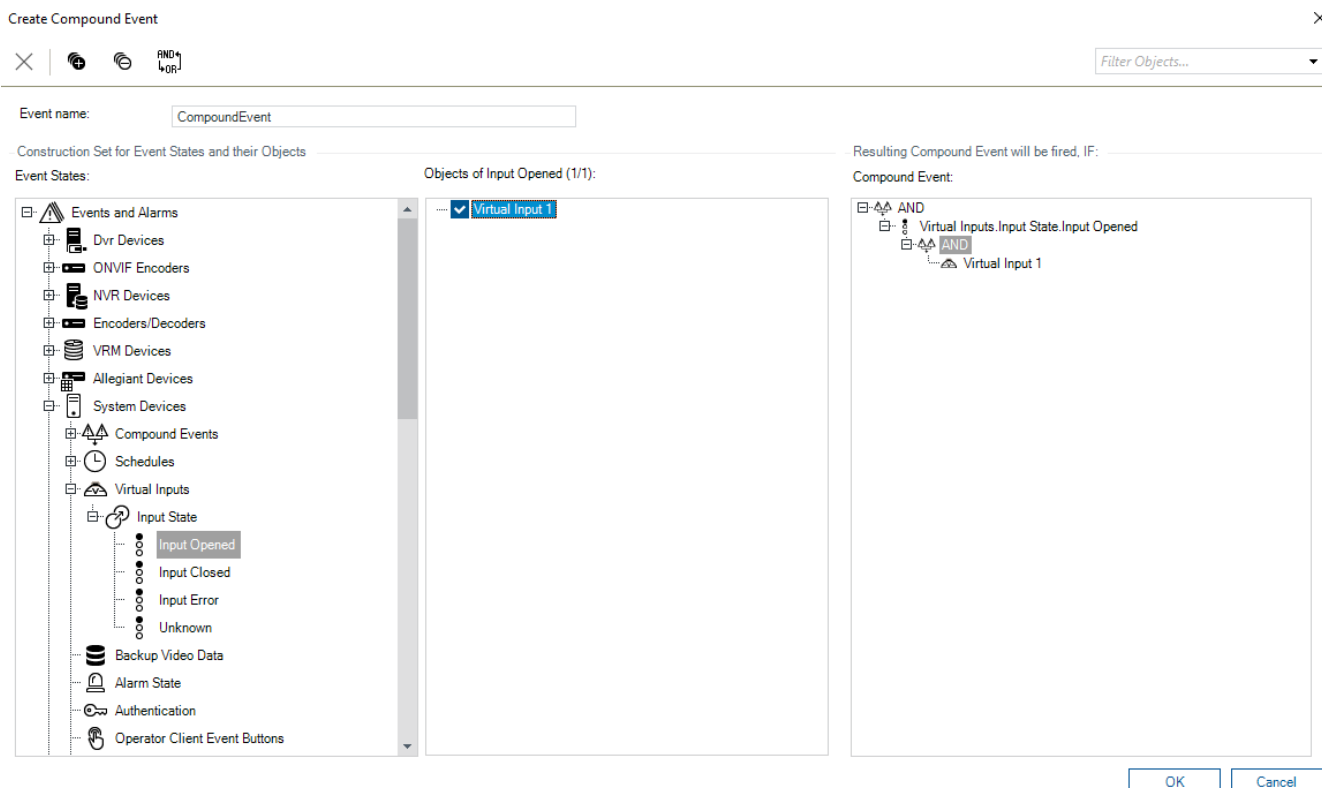 Create Compound Event
AND
OR
Filter Objects...
Event name:
CompoundEvent
Construction Set for Event States and their Objects
Resulting Compound Event will be fired, IF:
Event States:
Objects of Input Opened (1/1):
Compound Event:
Events and Alarms
Dvr Devices
ONVIF Encoders
NVR Devices
Encoders/Decoders
VRM Devices
Allegiant Devices
System Devices
Compound Events
Schedules
Virtual Inputs
Input State
Input Opened
Input Closed
Input Error
Unknown
Backup Video Data
Alarm State
Authentication
Operator Client Event Buttons
Virtual Input 1
AND
Virtual Inputs.Input State.Input Opened
AND
Virtual Input 1
OK
Cancel